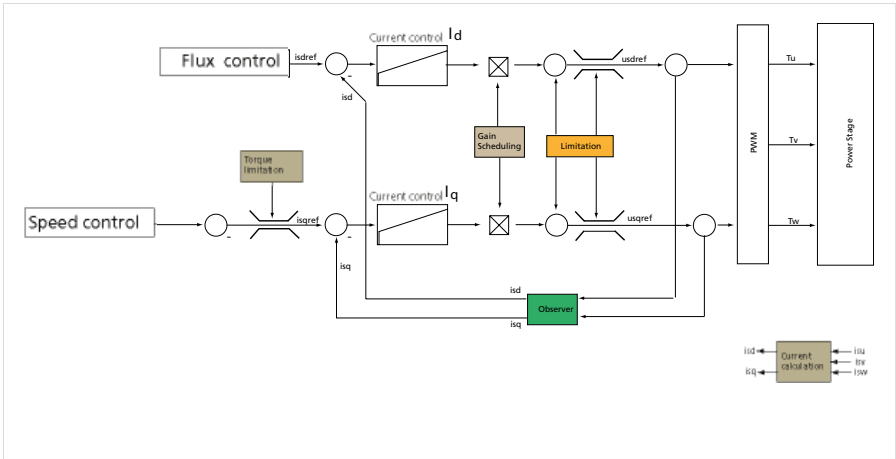 Current control Id
Flux control
isdref
-
isd
usdref
Tu
Gain
Scheduling
Limitation
PWM
Power Stage
Tv
Torque
limitation
Current control Iq
Speed control
-
isqref
-
usqref
Tw
isq
isd
Observer
isq
isd
Current
calculation
isu
isv
isq
isw